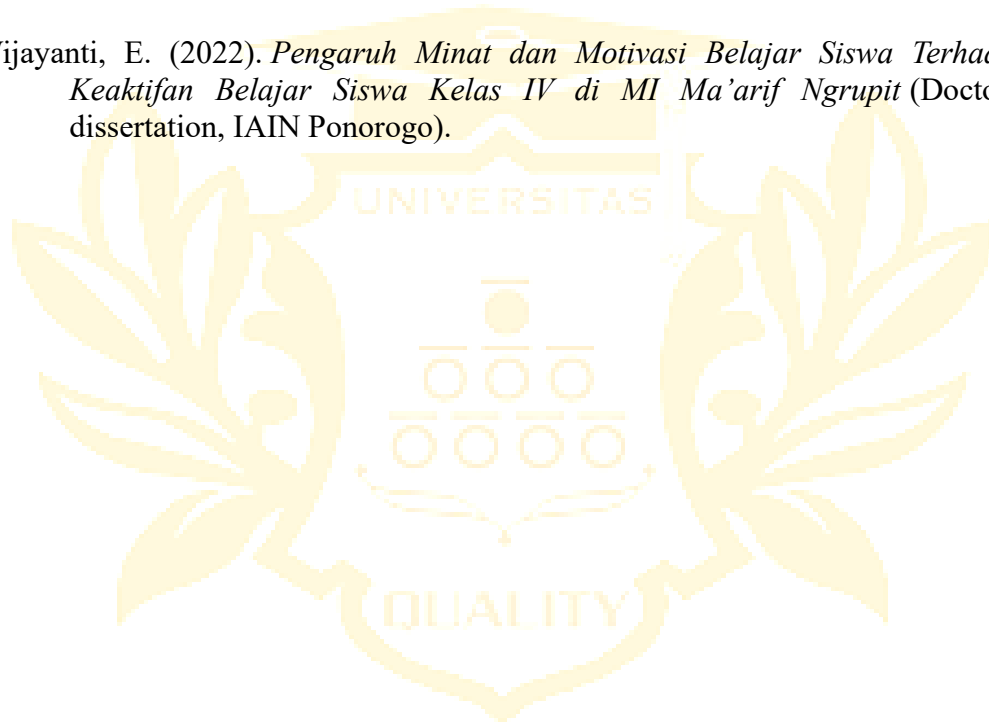 ijayanti, E. (2022). Pengaruh Minat dan Motivasi Belajar Siswa Terhad
Keaktifan Belajar Siswa Kelas IV di MI Ma’arif Ngrupit (Docto
dissertation, IAIN Ponorogo).
UNIVERSITAS
QUALITY